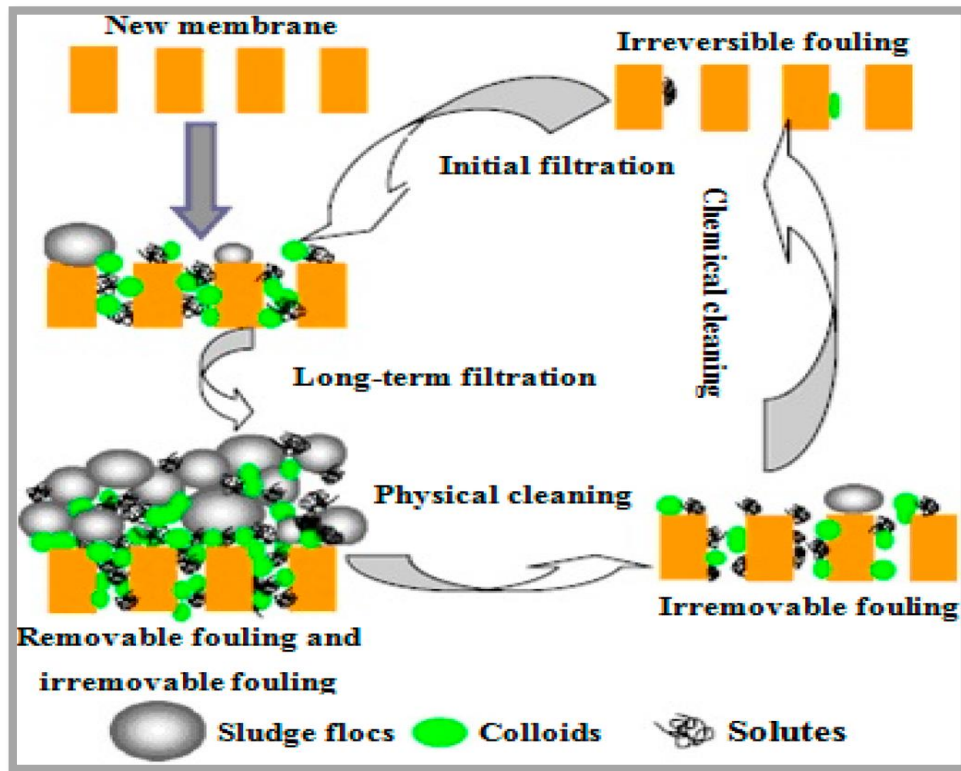 New membrane
Irreversible fouling
Initial filtration
Chemical cleaning
Long-term filtration
Physical cleaning
Removable fouling and
irremovable fouling
Irremovable fouling
Sludge flocs
Colloids
Solutes